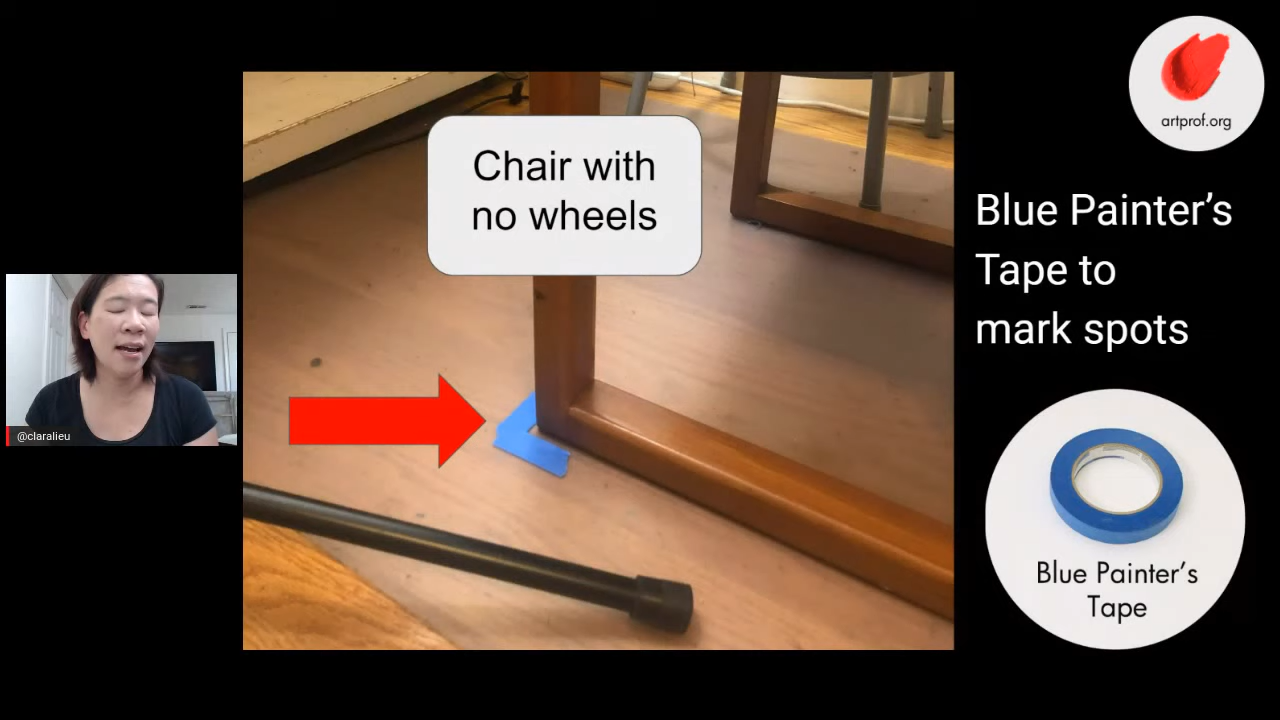 artprof.org
Chair with
no wheels
Blue Painter’s
Tape to
mark spots
@claralieu
Blue Painter’s
Tape